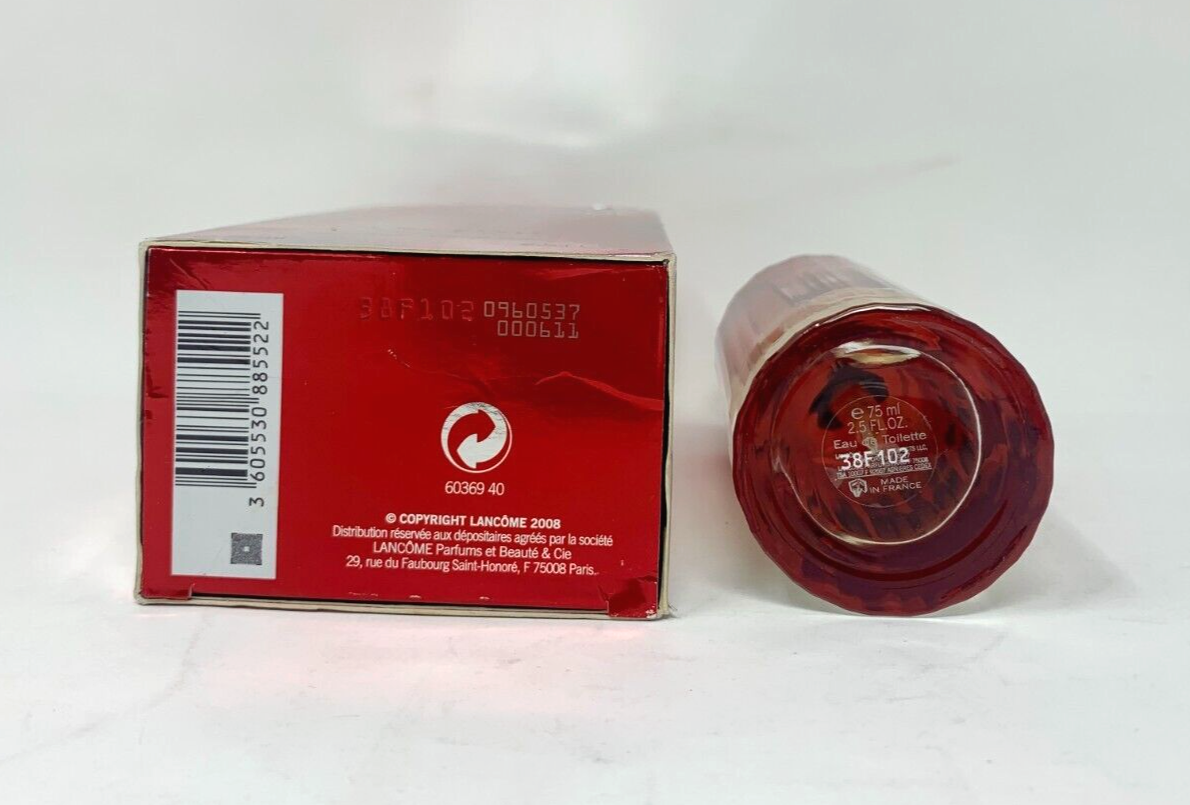 38F102 0960537
000611
3 605530 885522
60369 40
© COPYRIGHT LANCÔME 2008
Distribution réservée aux dépositaires agréés par la société
LANCÔME Parfums et Beauté & Cie
29, rue du Faubourg Saint-Honoré, F 75008 Paris.
e 75 ml
2.5 FL.OZ.
Eau de Toilette
38F102
MADE
IN FRANCE